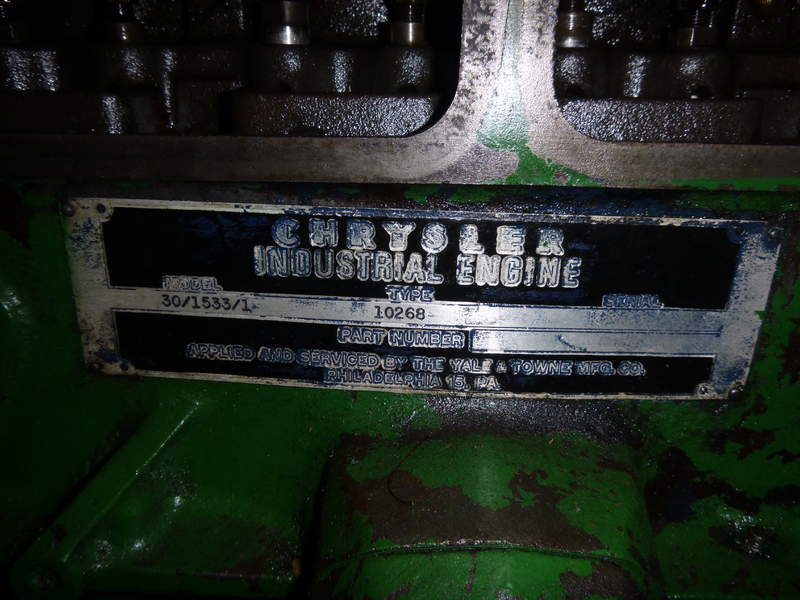 CHRYSLER
INDUSTRIAL ENGINE
MODEL TYPE SERIAL
30/1533/1 10268
PART NUMBER
APPLIED AND SERVICED BY THE YALE & TOWNE MFG. CO.
PHILADELPHIA 15, PA.